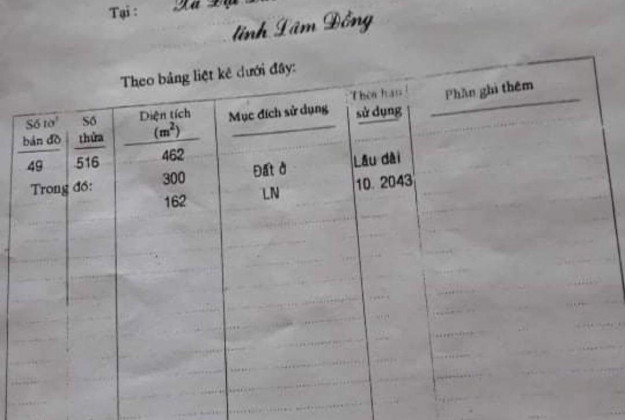 Tại : Xã Đại
tỉnh Lâm Đồng
Theo bảng liệt kê dưới đây:
Số tờ bản đồ | Số thửa | Diện tích (m²) | Mục đích sử dụng | Thời hạn sử dụng | Phần ghi thêm
49 516 462
Trong đó: 300 Đất ở Lâu dài
162 LN 10. 2043